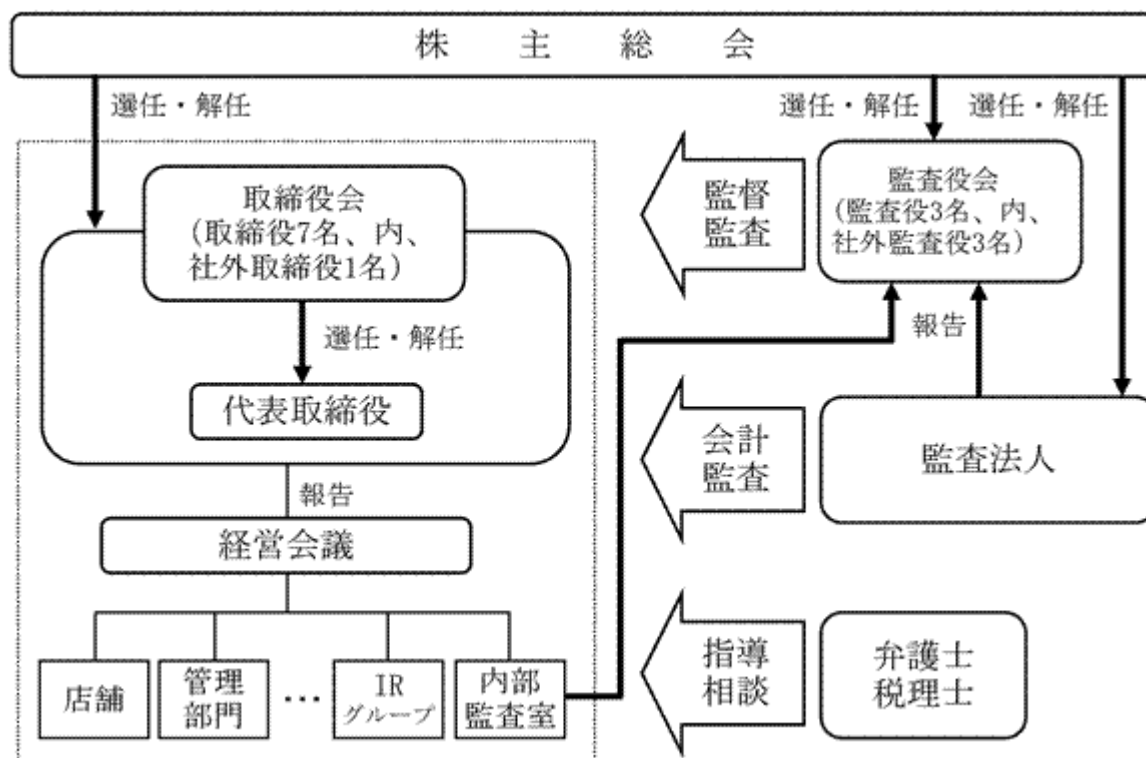 株主総会
選任・解任
選任・解任
選任・解任
取締役会
(取締役7名、内、
社外取締役1名)
監督
監査
監査役会
(監査役3名、内、
社外監査役3名)
選任・解任
報告
代表取締役
会計
監査
監査法人
報告
経営会議
店舗
管理
部門
…
IR
グループ
内部
監査室
指導
相談
弁護士
税理士